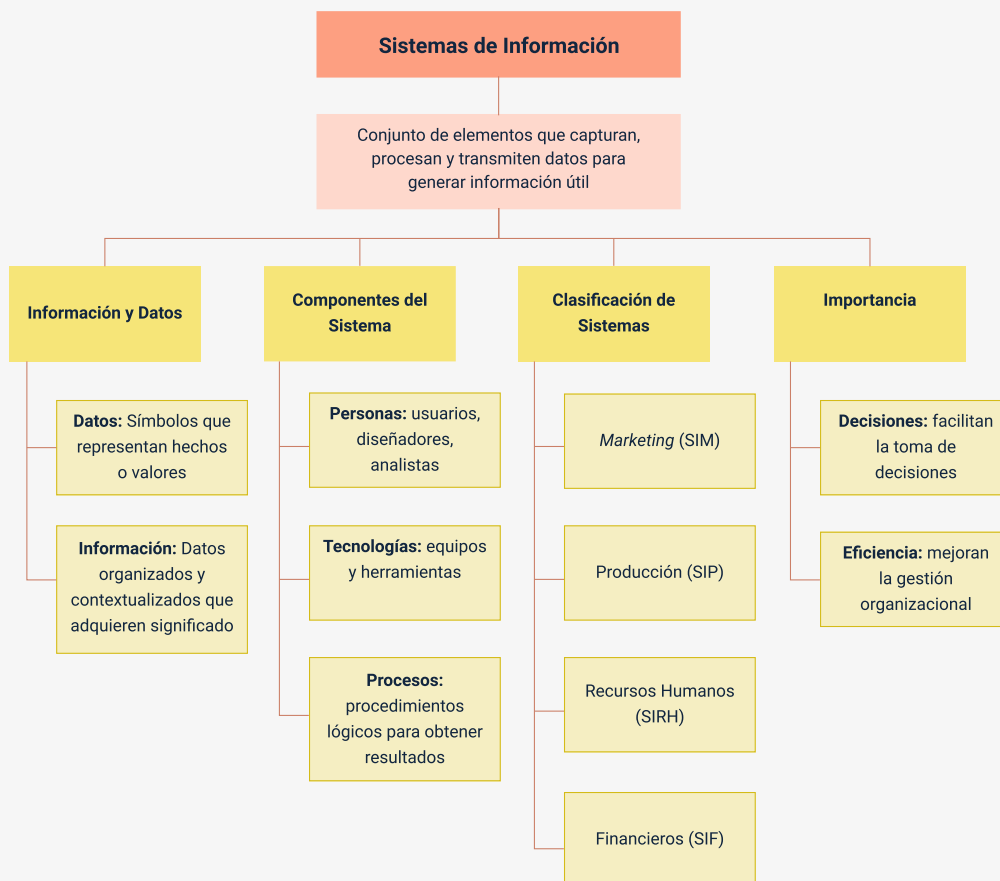 Sistemas de Información
Conjunto de elementos que capturan,
procesan y transmiten datos para
generar información útil
Información y Datos
Datos: Símbolos que
representan hechos
o valores
Información: Datos
organizados y
contextualizados que
adquieren significado
Componentes del
Sistema
Personas: usuarios,
diseñadores,
analistas
Tecnologías: equipos
y herramientas
Procesos:
procedimientos
lógicos para obtener
resultados
Clasificación de
Sistemas
Marketing (SIM)
Producción (SIP)
Recursos Humanos
(SIRH)
Financieros (SIF)
Importancia
Decisiones: facilitan
la toma de
decisiones
Eficiencia: mejoran
la gestión
organizacional